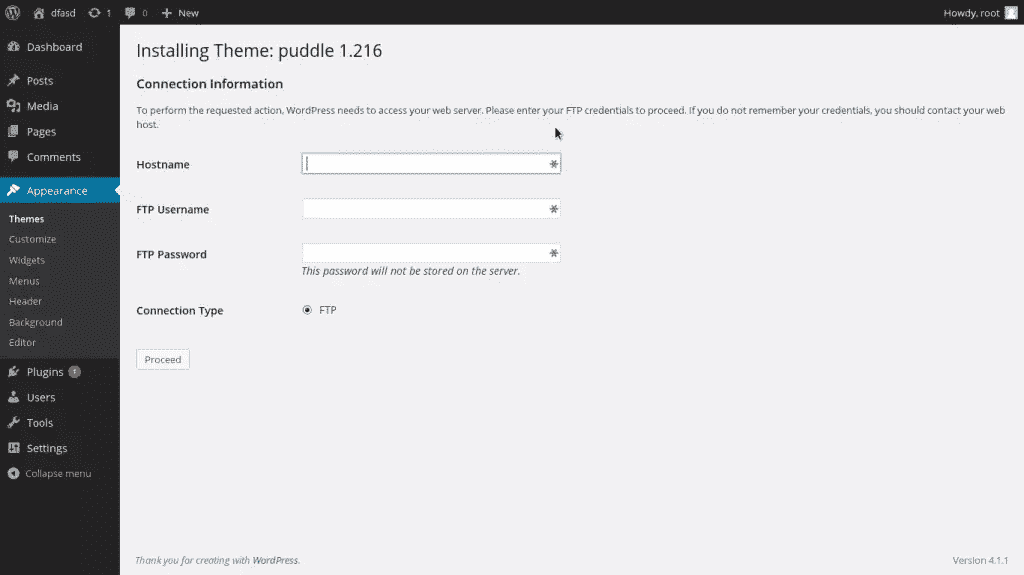 dfasd 1 0 New Howdy, root
Dashboard
Posts
Media
Pages
Comments
Appearance
Themes
Customize
Widgets
Menus
Header
Background
Editor
Plugins 1
Users
Tools
Settings
Collapse menu
Installing Theme: puddle 1.216
Connection Information
To perform the requested action, WordPress needs to access your web server. Please enter your FTP credentials to proceed. If you do not remember your credentials, you should contact your web
host.
Hostname
FTP Username
FTP Password
This password will not be stored on the server.
Connection Type FTP
Proceed
Thank you for creating with WordPress. Version 4.1.1